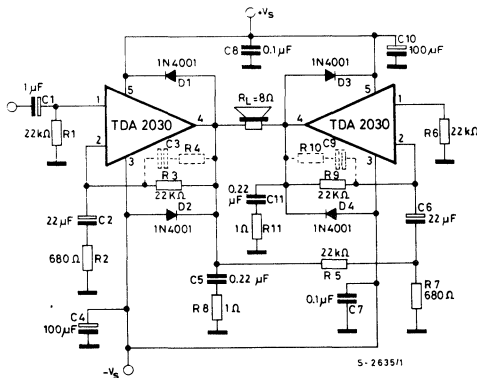 +Vs
C8
0.1µF
C10
100µF
1N4001
D1
1N4001
D3
1µF
C1
1
5
TDA 2030
4
RL=8Ω
4
TDA 2030
5
1
22kΩ
R1
2
3
C3
R4
R10
C9
3
2
R6
22kΩ
R3
22KΩ
R9
22KΩ
22µF
C2
D2
1N4001
0.22
µF
C11
1Ω
R11
D4
1N4001
C6
22µF
680Ω
R2
C5
0.22 µF
22kΩ
R5
R8
1Ω
0.1µF
C7
R7
680Ω
C4
100µF
-Vs
S-2635/1